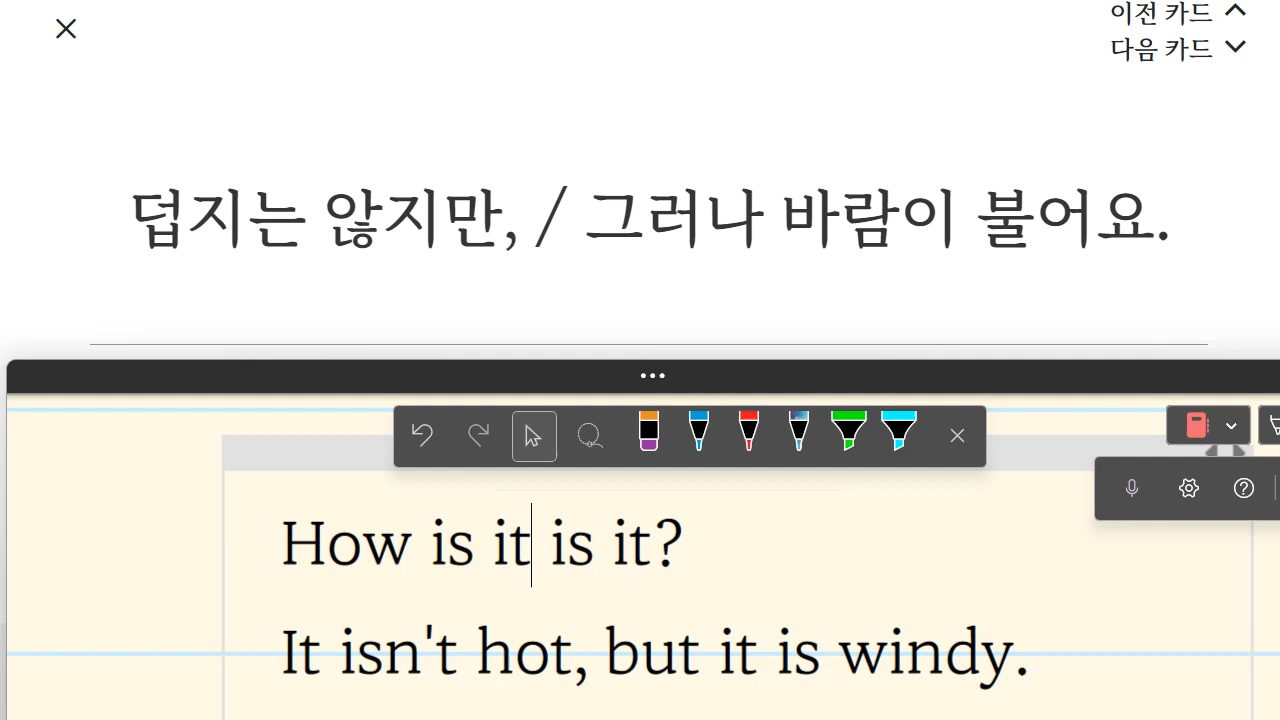 이전 카드
다음 카드
덥지는 않지만, / 그러나 바람이 불어요.
How is it is it?
It isn't hot, but it is windy.